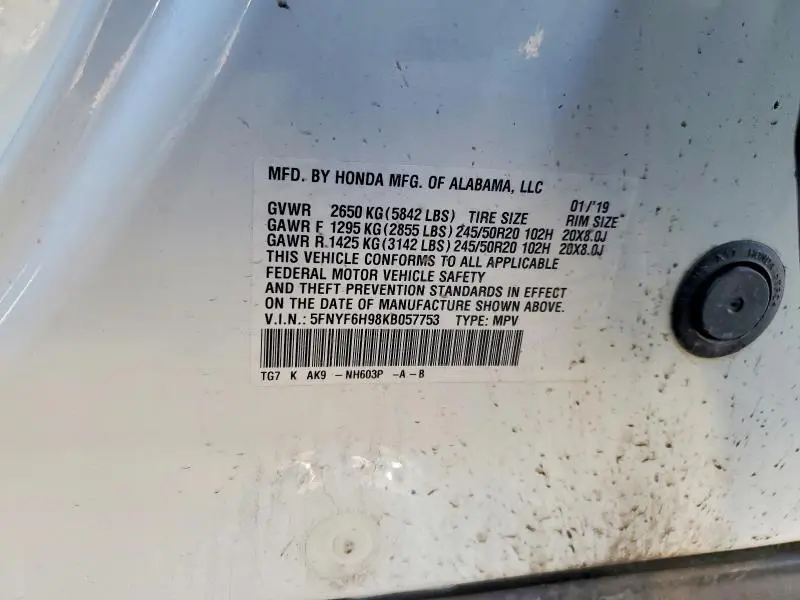 MFD. BY HONDA MFG. OF ALABAMA, LLC
01/'19
GVWR 2650 KG (5842 LBS) TIRE SIZE RIM SIZE
GAWR F 1295 KG (2855 LBS) 245/50R20 102H 20X8.0J
GAWR R.1425 KG (3142 LBS) 245/50R20 102H 20X8.0J
THIS VEHICLE CONFORMS TO ALL APPLICABLE
FEDERAL MOTOR VEHICLE SAFETY
AND THEFT PREVENTION STANDARDS IN EFFECT
ON THE DATE OF MANUFACTURE SHOWN ABOVE.
V.I.N.: 5FNYF6H98KB057753 TYPE: MPV
TG7 K AK9 -NH603P -A-B